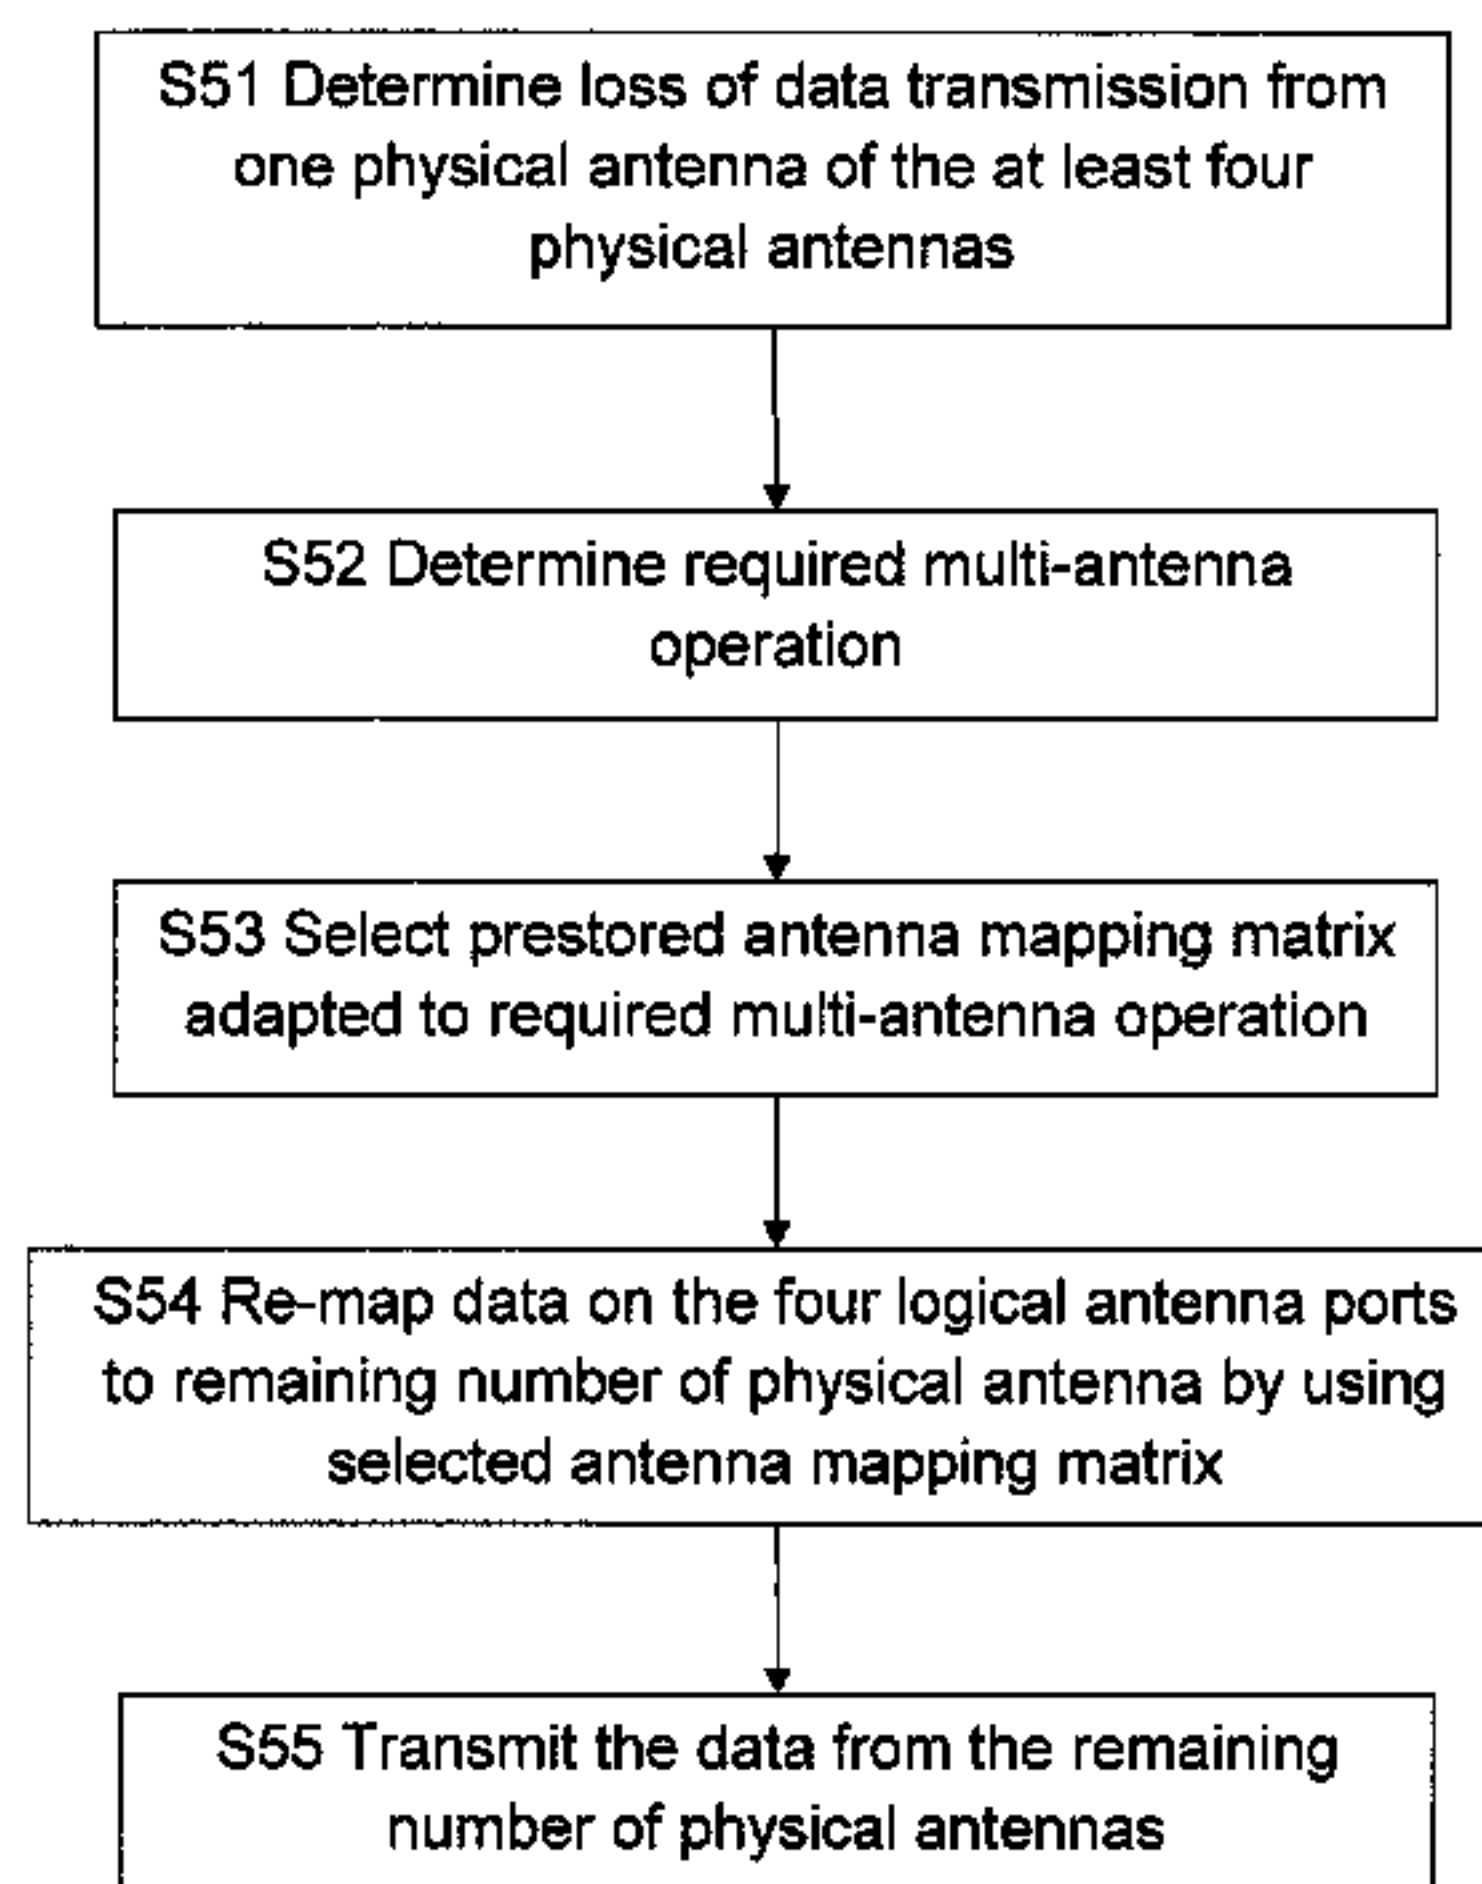 S51 Determine loss of data transmission from
one physical antenna of the at least four
physical antennas
S52 Determine required multi-antenna
operation
S53 Select prestored antenna mapping matrix
adapted to required multi-antenna operation
S54 Re-map data on the four logical antenna ports
to remaining number of physical antenna by using
selected antenna mapping matrix
S55 Transmit the data from the remaining
number of physical antennas